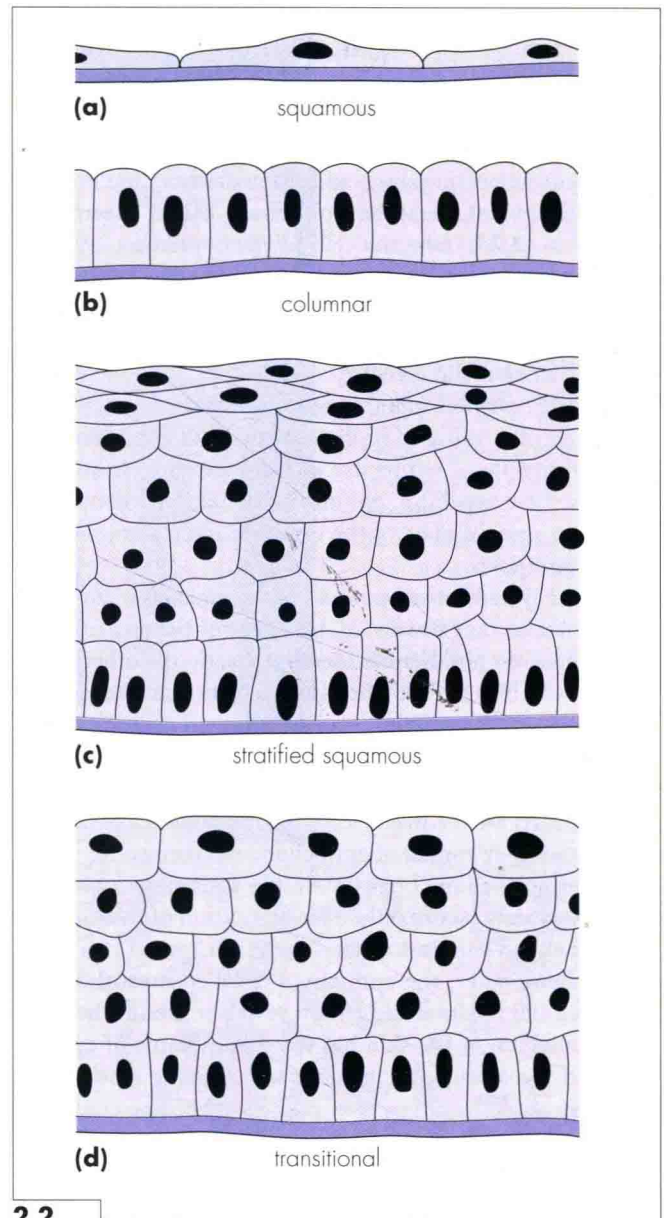 (a) squamous
(b) columnar
(c) stratified squamous
(d) transitional
2.2